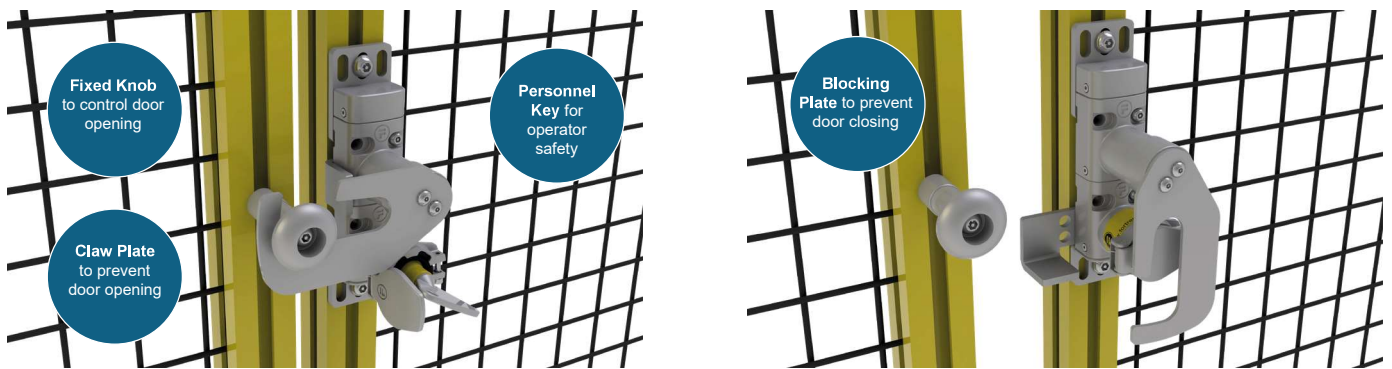 Fixed Knob
to control door
opening
Claw Plate
to prevent
door opening
Personnel
Key for
operator
safety
Blocking
Plate to prevent
door closing